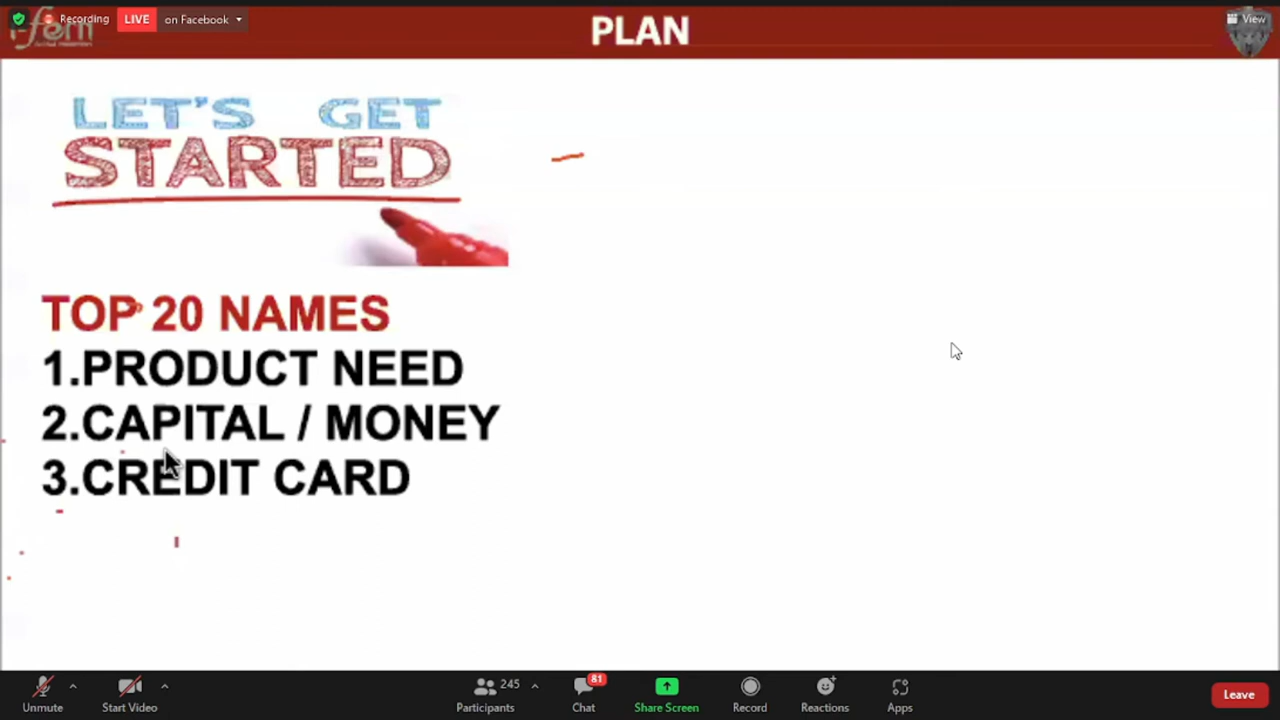 Recording LIVE on Facebook
PLAN
View
i-fern
LET'S GET
STARTED
TOP 20 NAMES
1.PRODUCT NEED
2.CAPITAL / MONEY
3.CREDIT CARD
245
81
Unmute Start Video Participants Chat Share Screen Record Reactions Apps Leave